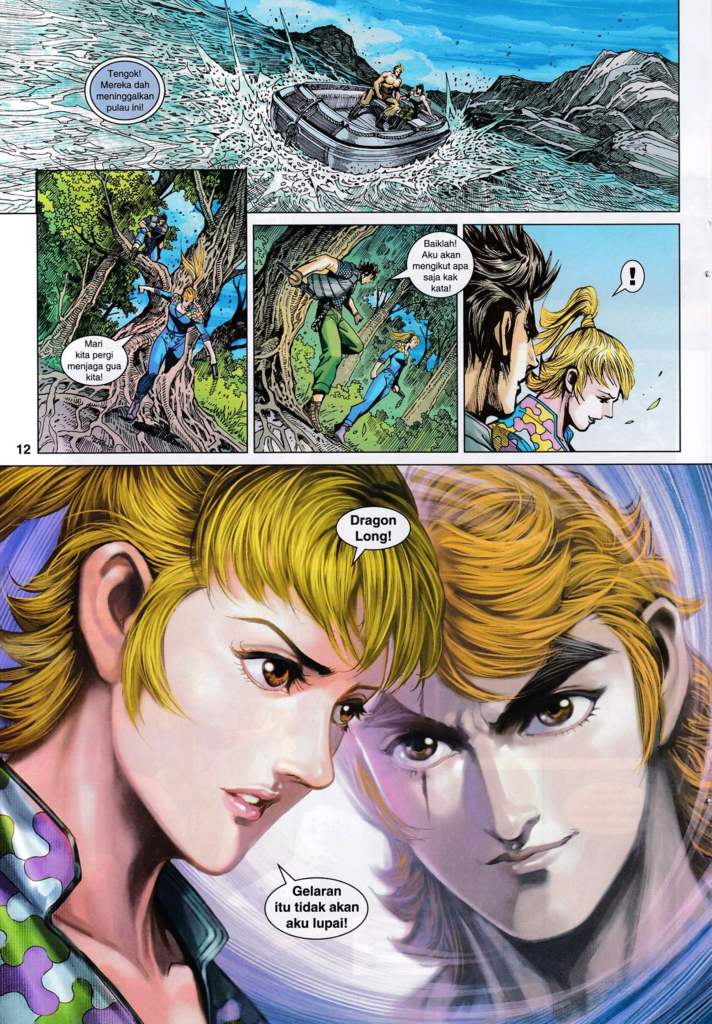 Tengok!
Mereka dah
meninggalkan
pulau ini!
Mari
kita pergi
menjaga gua
kita!
Baiklah!
Aku akan
mengikut apa
saja kak
kata!
!
12
Dragon
Long!
Gelaran
itu tidak akan
aku lupai!